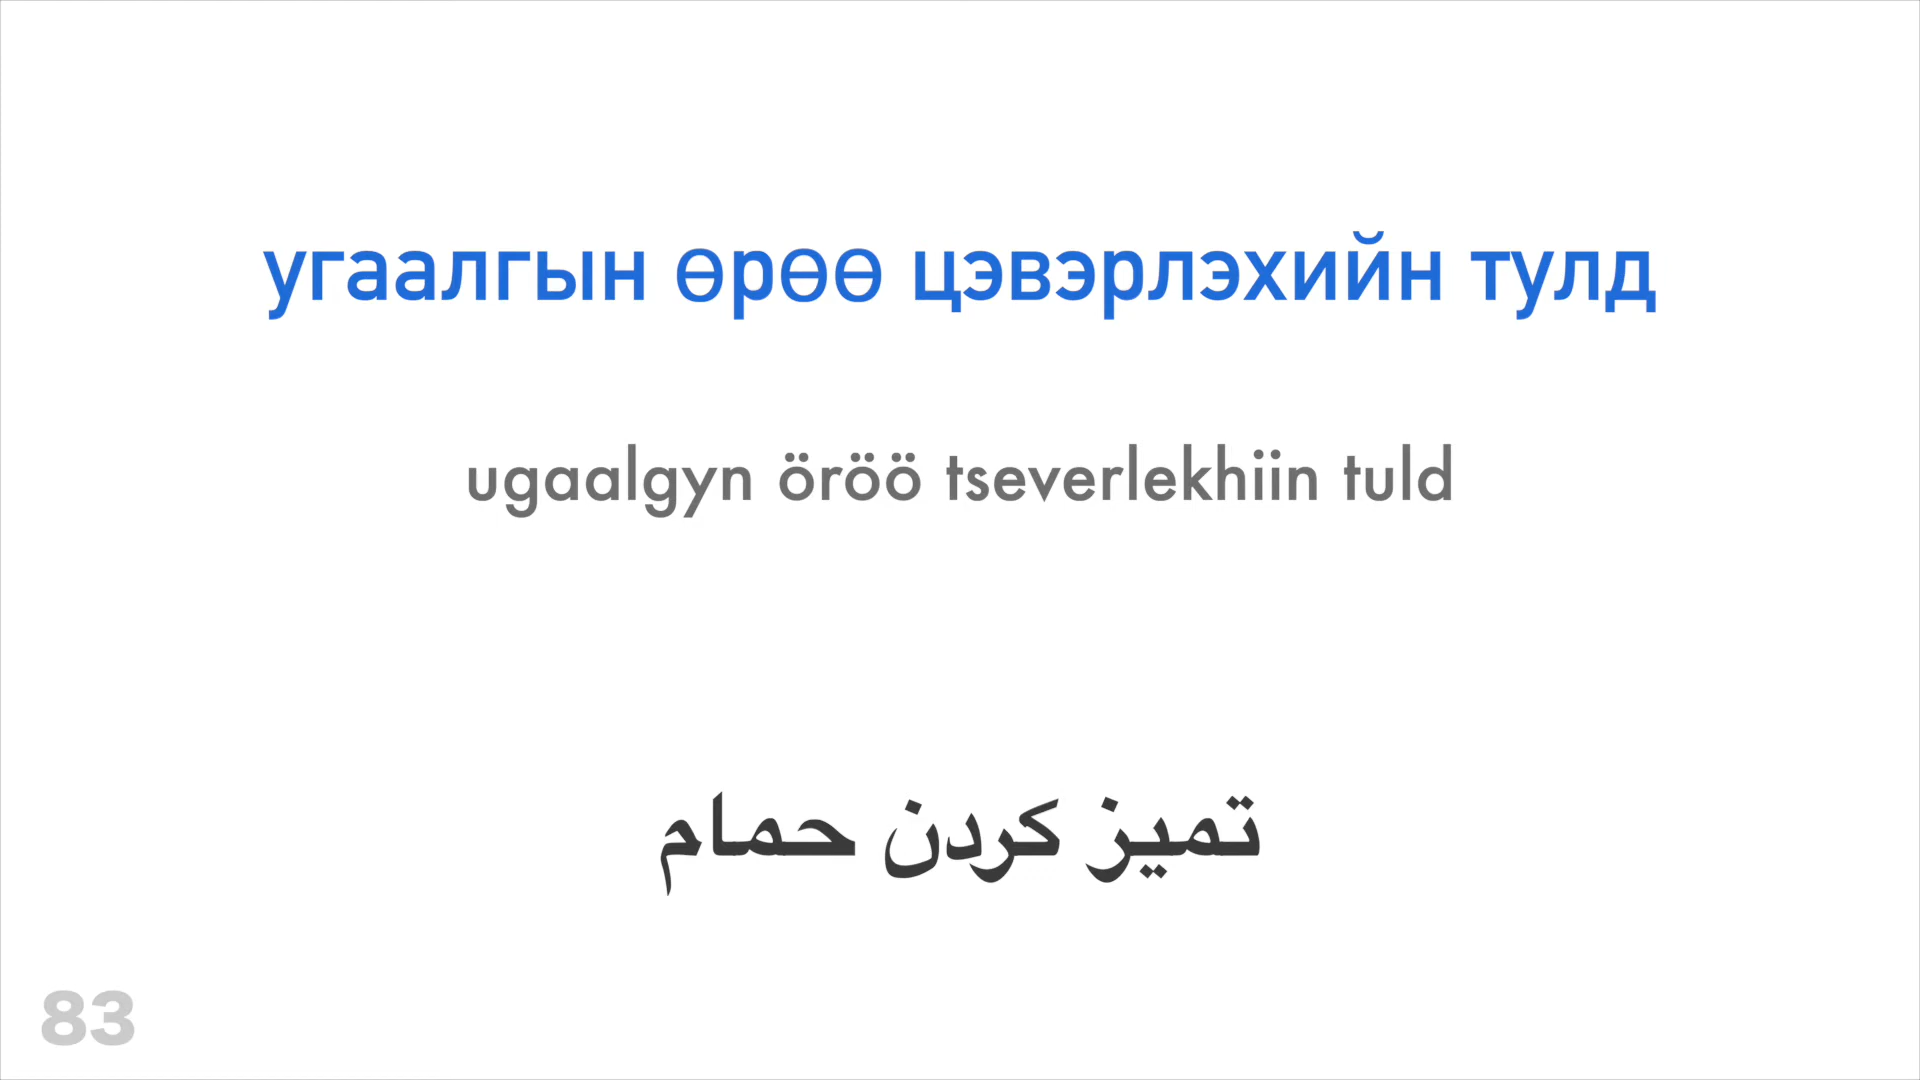 угаалгын өрөө цэвэрлэхийн тулд
ugaalgyn öröö tseverlekhiin tuld
تمیز کردن حمام
83